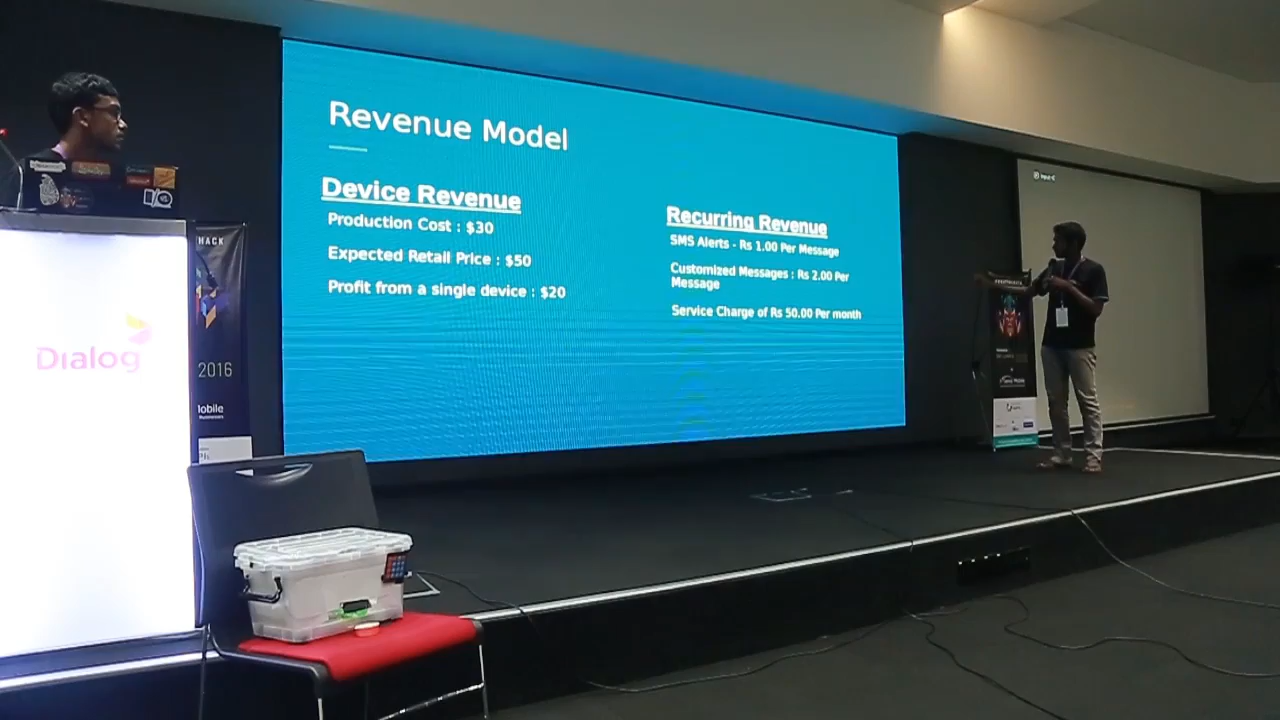 Revenue Model
Device Revenue
Production Cost : $30
Expected Retail Price : $50
Profit from a single device : $20
Recurring Revenue
SMS Alerts - Rs 1.00 Per Message
Customized Messages : Rs 2.00 Per
Message
Service Charge of Rs 50.00 Per month
HACK
2016
Dialog